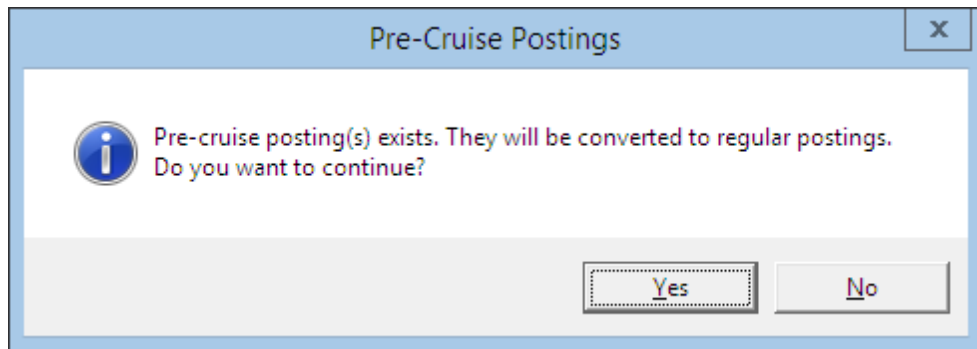 Pre-Cruise Postings
x
Pre-cruise posting(s) exists. They will be converted to regular postings.
Do you want to continue?
Yes
No